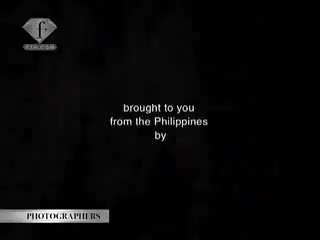 f
brought to you
from the Philippines
by
PHOTOGRAPHERS